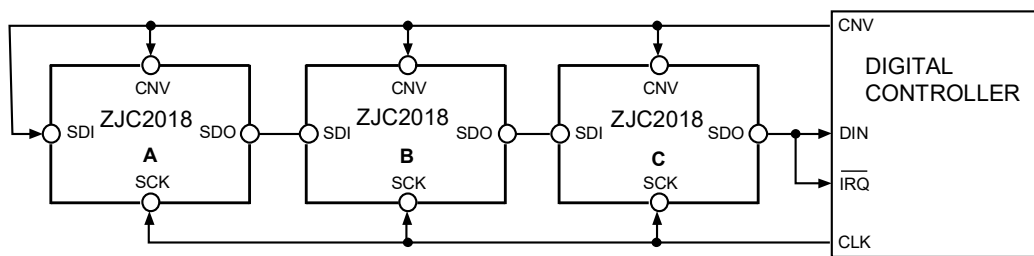 CNV
CNV
CNV
CNV
DIGITAL
CONTROLLER
ZJC2018
ZJC2018
ZJC2018
SDI
SDO
SDI
SDO
SDI
SDO
DIN
A
B
C
SCK
SCK
SCK
IRQ
CLK